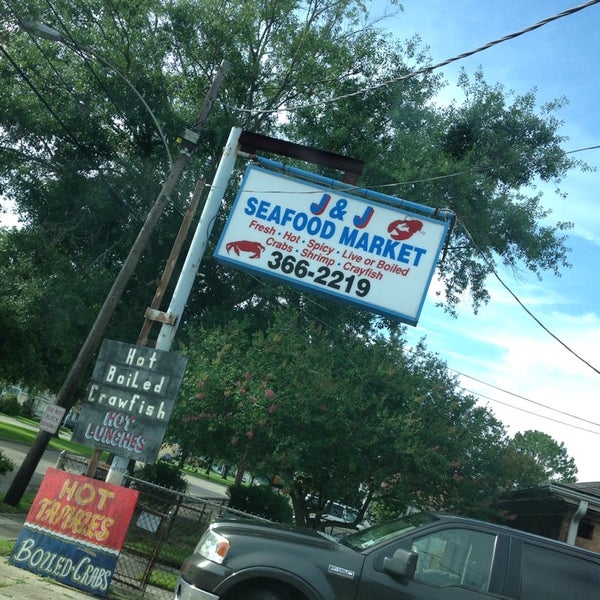 J & J
SEAFOOD MARKET
Fresh • Hot • Spicy • Live or Boiled
Crabs • Shrimp • Crayfish
366-2219
Hot
BoiLed
Crawfish
HOT
LUNCHES
HOT
TAMALES
BOILED CRABS
F-150